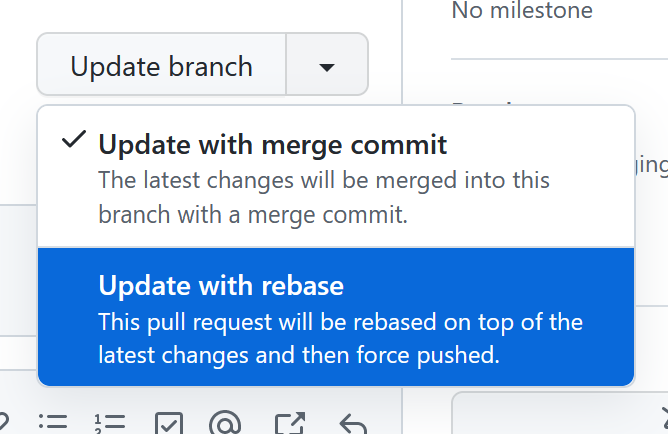 No milestone
Update branch
Update with merge commit
The latest changes will be merged into this
branch with a merge commit.
Update with rebase
This pull request will be rebased on top of the
latest changes and then force pushed.